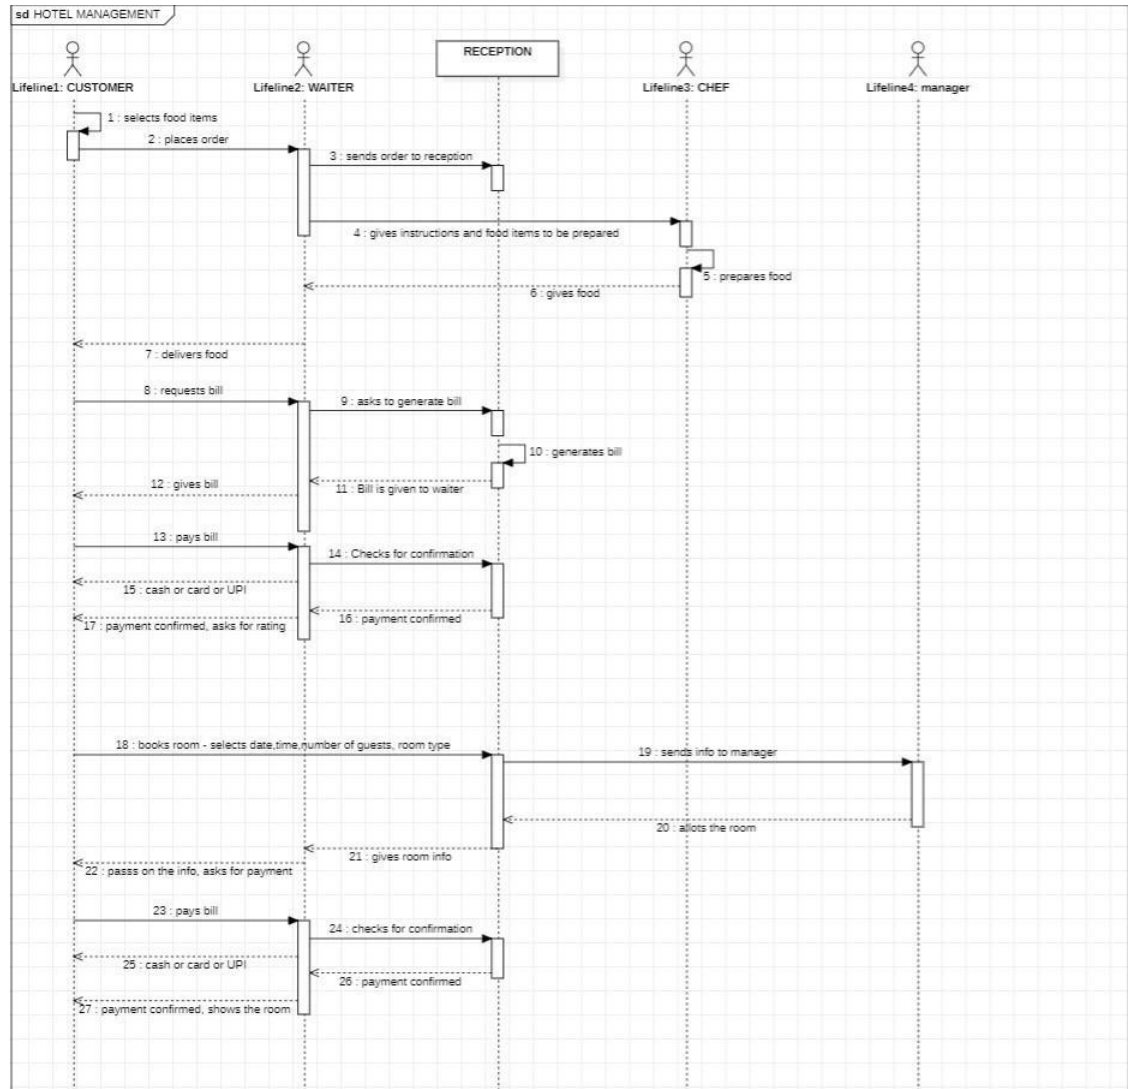 sd HOTEL MANAGEMENT
RECEPTION
Lifeline1: CUSTOMER
Lifeline2: WAITER
Lifeline3: CHEF
Lifeline4: manager
1 : selects food items
2 : places order
3 : sends order to reception
4 : gives instructions and food items to be prepared
5 : prepares food
6 : gives food
7 : delivers food
8 : requests bill
9 : asks to generate bill
10 : generates bill
11 : Bill is given to waiter
12 : gives bill
13 : pays bill
14 : Checks for confirmation
15 : cash or card or UPI
16 : payment confirmed
17 : payment confirmed, asks for rating
18 : books room - selects date,time,number of guests, room type
19 : sends info to manager
20 : allots the room
21 : gives room info
22 : passs on the info, asks for payment
23 : pays bill
24 : checks for confirmation
25 : cash or card or UPI
26 : payment confirmed
27 : payment confirmed, shows the room